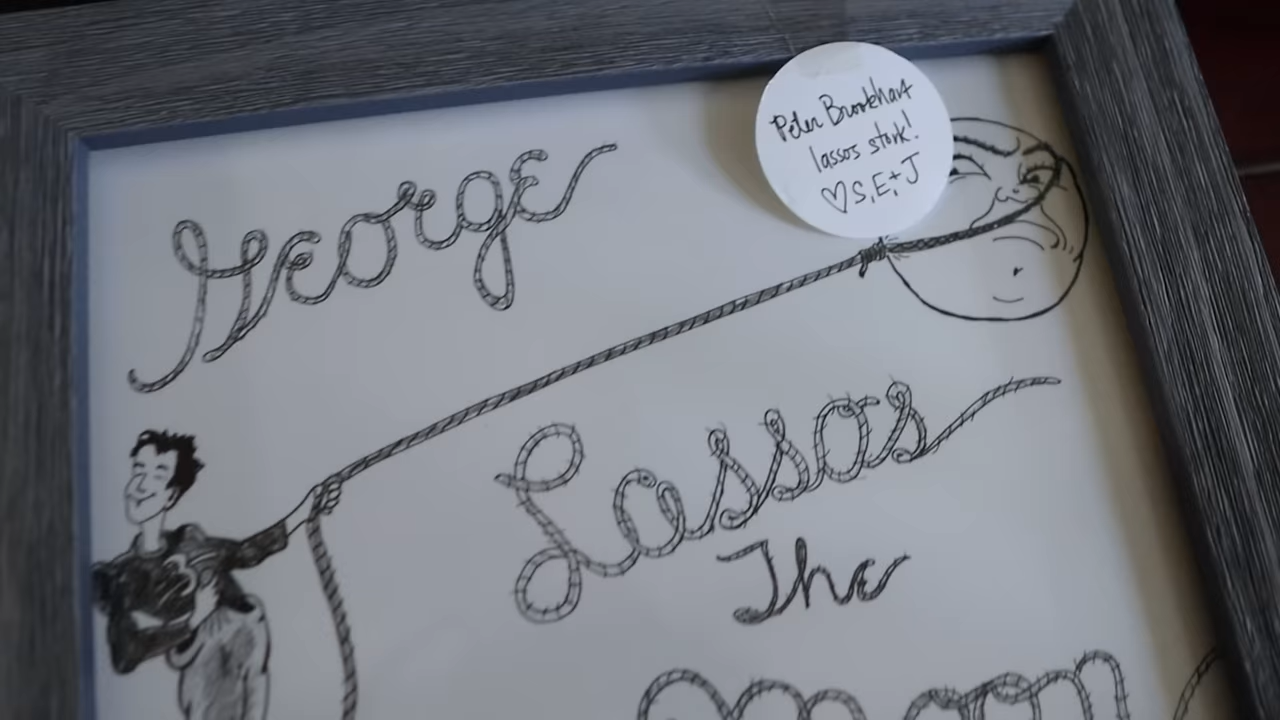 Peter Brookhart
lassos stork!
♡S,E,+J
George
Lassos
The